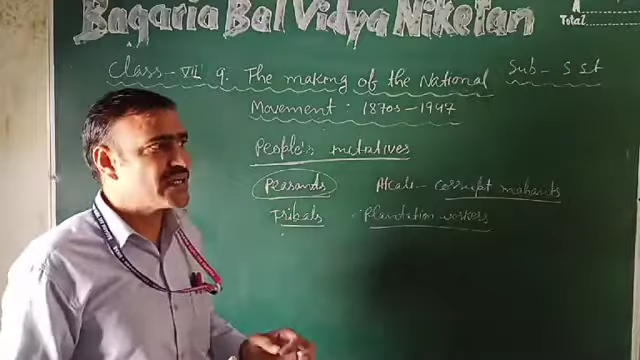 Bagaria Bal Vidya Niketan
A
Total
Class - VIII 9. The making of the National Sub - S St
Movement : 1870s - 1947
People's initiatives
Peasants Akali - corrupt mahants
Tribals Plantation workers